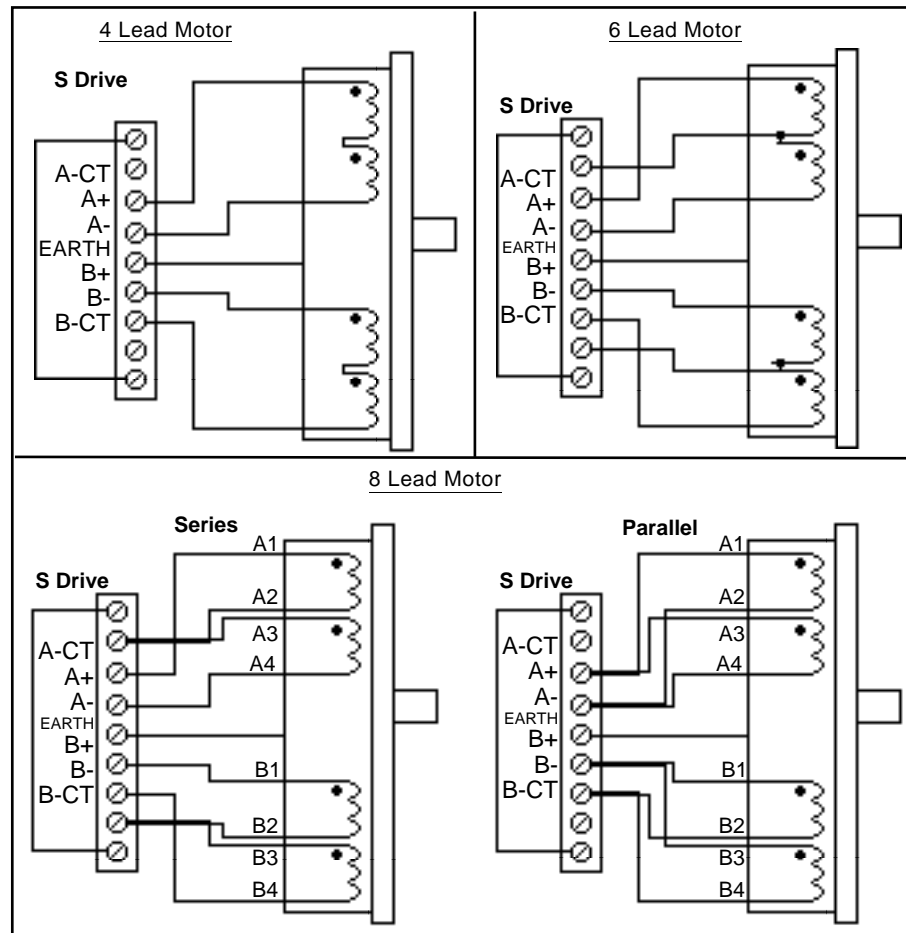 4 Lead Motor
S Drive
A-CT
A+
A-
EARTH
B+
B-
B-CT
6 Lead Motor
S Drive
A-CT
A+
A-
EARTH
B+
B-
B-CT
8 Lead Motor
Series
S Drive
A-CT
A+
A-
EARTH
B+
B-
B-CT
A1
A2
A3
A4
B1
B2
B3
B4
Parallel
S Drive
A-CT
A+
A-
EARTH
B+
B-
B-CT
A1
A2
A3
A4
B1
B2
B3
B4